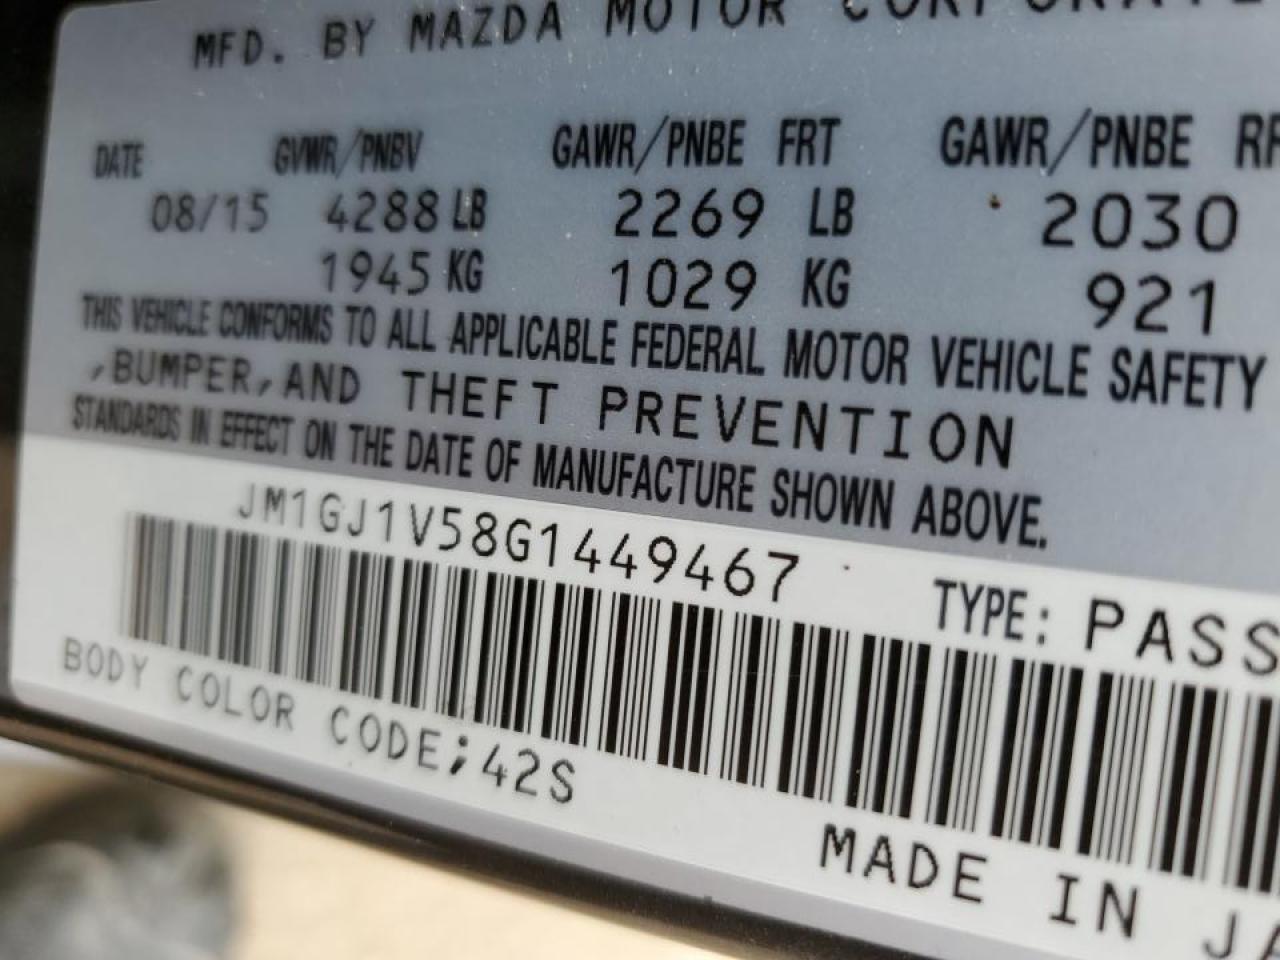 MFD. BY MAZDA MOTOR
DATE GVWR/PNBV GAWR/PNBE FRT GAWR/PNBE
08/15 4288 LB 2269 LB 2030
1945 KG 1029 KG 921
THIS VEHICLE CONFORMS TO ALL APPLICABLE FEDERAL MOTOR VEHICLE SAFETY
,BUMPER,AND THEFT PREVENTION
STANDARDS IN EFFECT ON THE DATE OF MANUFACTURE SHOWN ABOVE.
JM1GJ1V58G1449467 TYPE: PASS
BODY COLOR CODE;42S
MADE IN